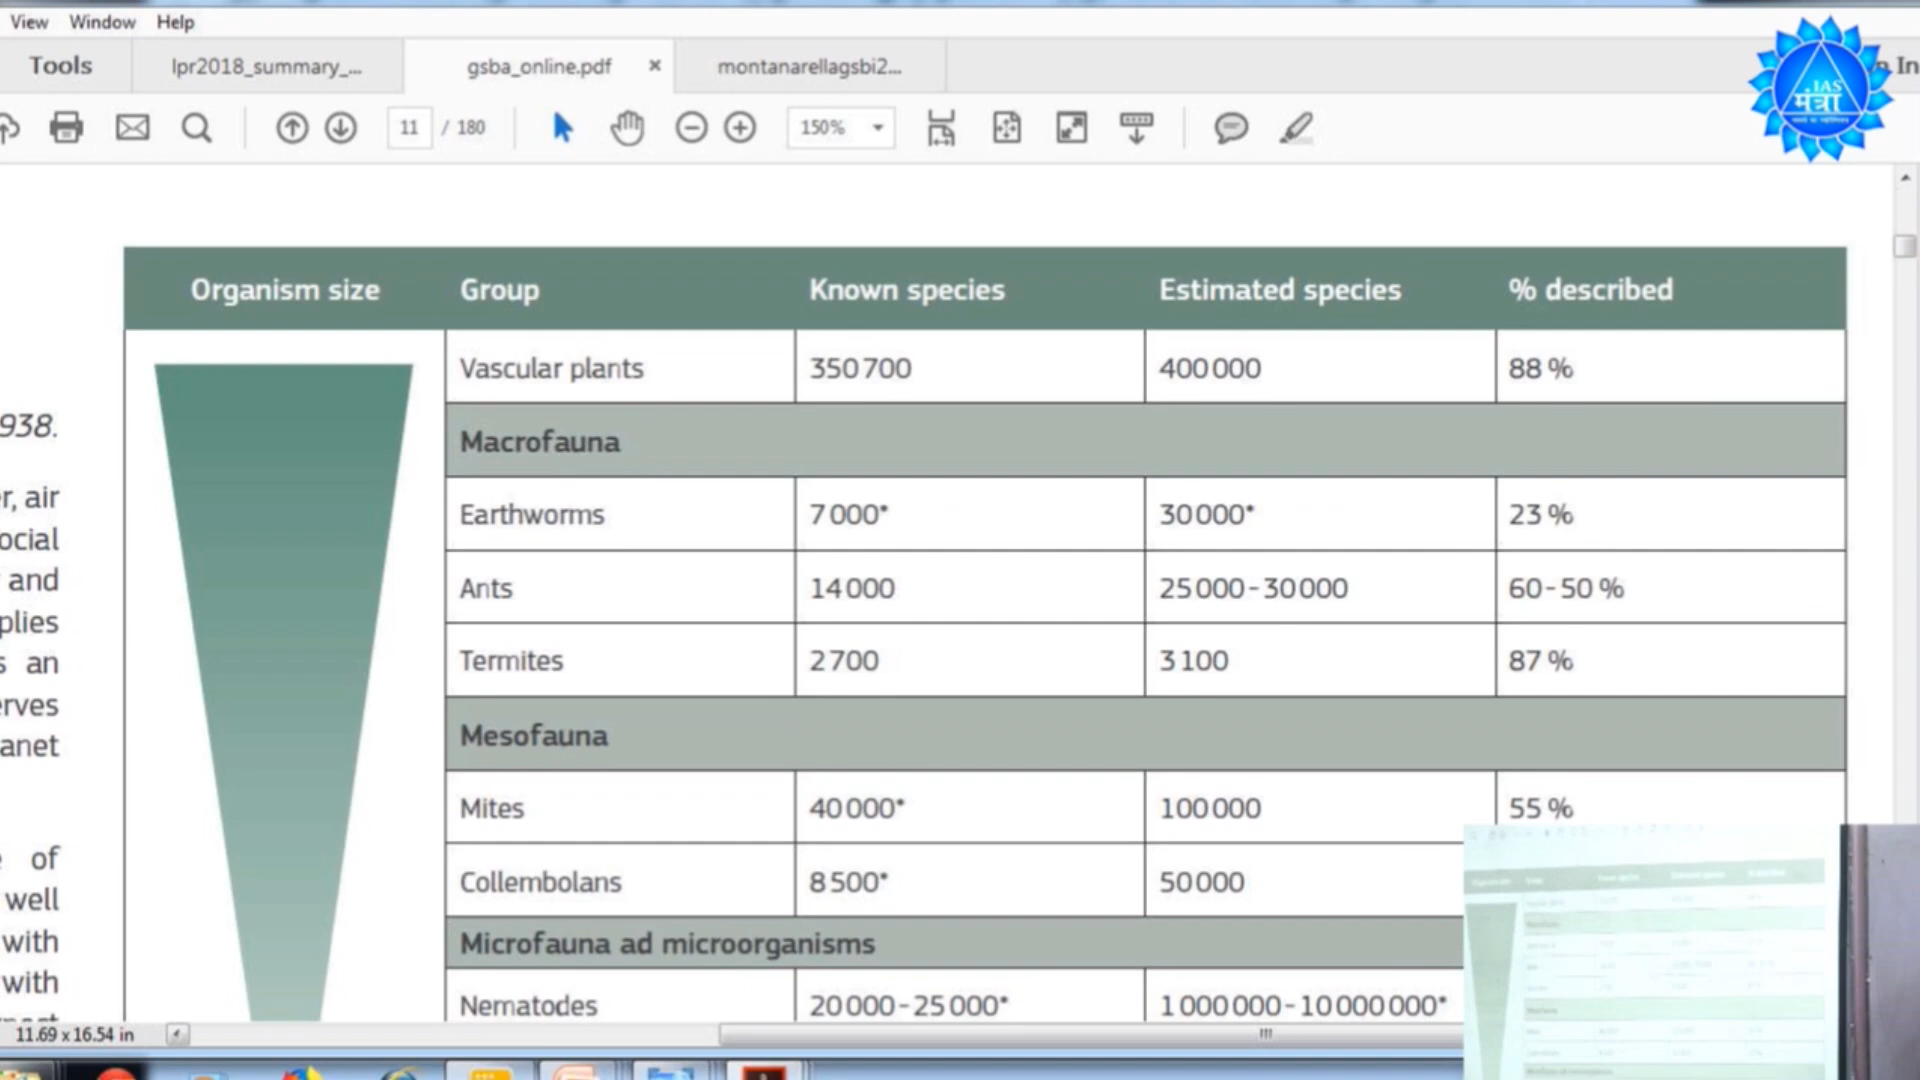 View Window Help
IAS
मंत्रा
n In
Tools lpr2018_summary_... gsba_online.pdf × montanarellagsbi2...
11 / 180 150%
Organism size Group Known species Estimated species % described
Vascular plants 350700 400000 88 %
938.
Macrofauna
r, air
Earthworms 7000* 30000* 23 %
ocial
and
Ants 14000 25000-30000 60-50 %
plies
s an
Termites 2700 3100 87 %
erves
anet
Mesofauna
Mites 40000* 100000 55 %
e of
Collembolans 8500* 50000
well
with
Microfauna ad microorganisms
with
Nematodes 20000-25000* 1000000-10000000*
11.69 x 16.54 in